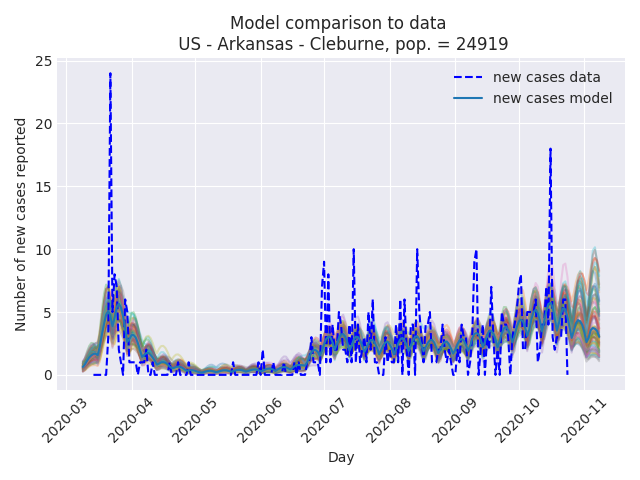 Model comparison to data
US - Arkansas - Cleburne, pop. = 24919
new cases data
new cases model
Number of new cases reported
25
20
15
10
5
0
2020-03
2020-04
2020-05
2020-06
2020-07
2020-08
2020-09
2020-10
2020-11
Day